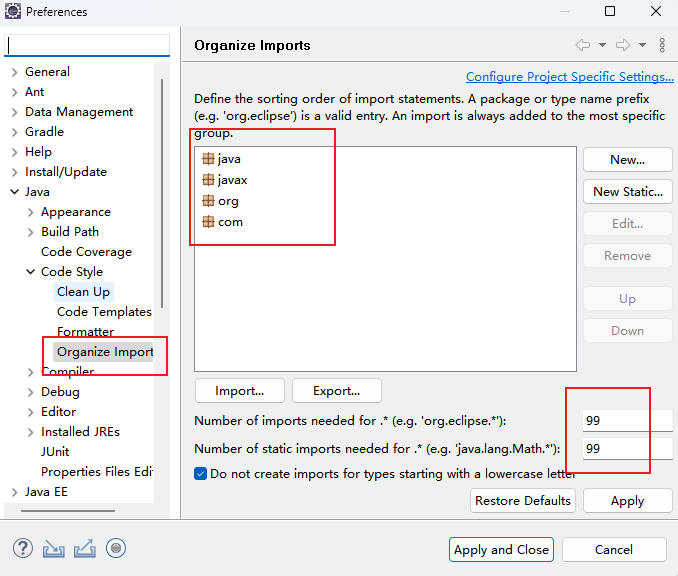 Preferences
Organize Imports
Configure Project Specific Settings...
General
Ant
Data Management
Gradle
Help
Install/Update
Java
Appearance
Build Path
Code Coverage
Code Style
Clean Up
Code Templates
Formatter
Organize Import
Compiler
Debug
Editor
Installed JREs
JUnit
Properties Files Edi
Java EE
Define the sorting order of import statements. A package or type name prefix
(e.g. 'org.eclipse') is a valid entry. An import is always added to the most specific
group.
java
javax
org
com
New...
New Static...
Edit...
Remove
Up
Down
Import...
Export...
Number of imports needed for .* (e.g. 'org.eclipse.*'):
99
Number of static imports needed for .* (e.g. 'java.lang.Math.*'):
99
Do not create imports for types starting with a lowercase letter
Restore Defaults
Apply
?
Apply and Close
Cancel